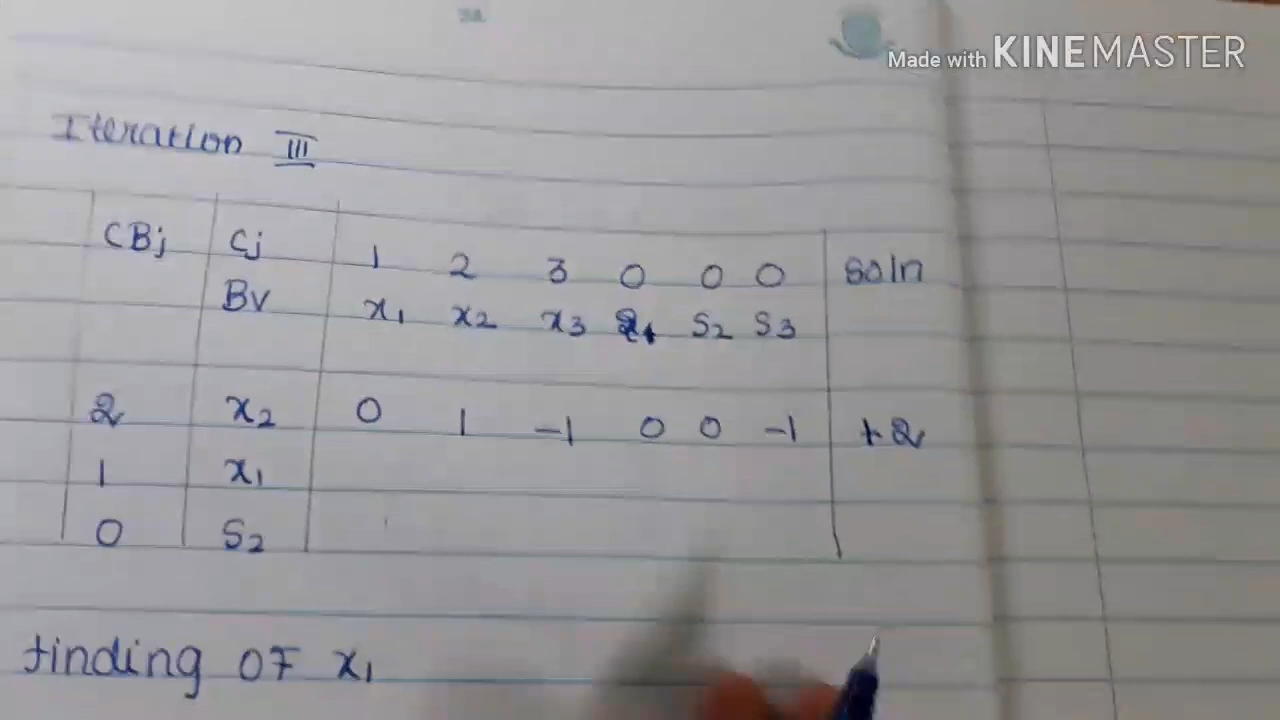 Made with KINEMASTER
Iteration III
CBj Cj 1 2 3 0 0 0 soln
BV x1 x2 x3 S2 S3
2 x2 0 1 -1 0 0 -1 +2
1 x1
0 S2
finding OF x1